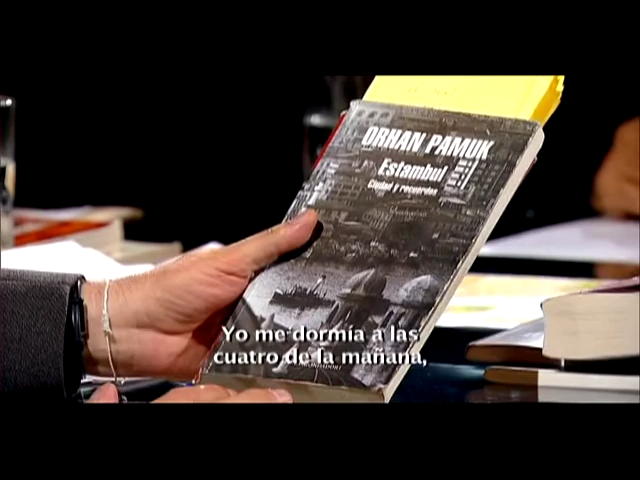 ORHAN PAMUK
Estambul
Ciudad y recuerdos
Yo me dormía a las
cuatro de la mañana,